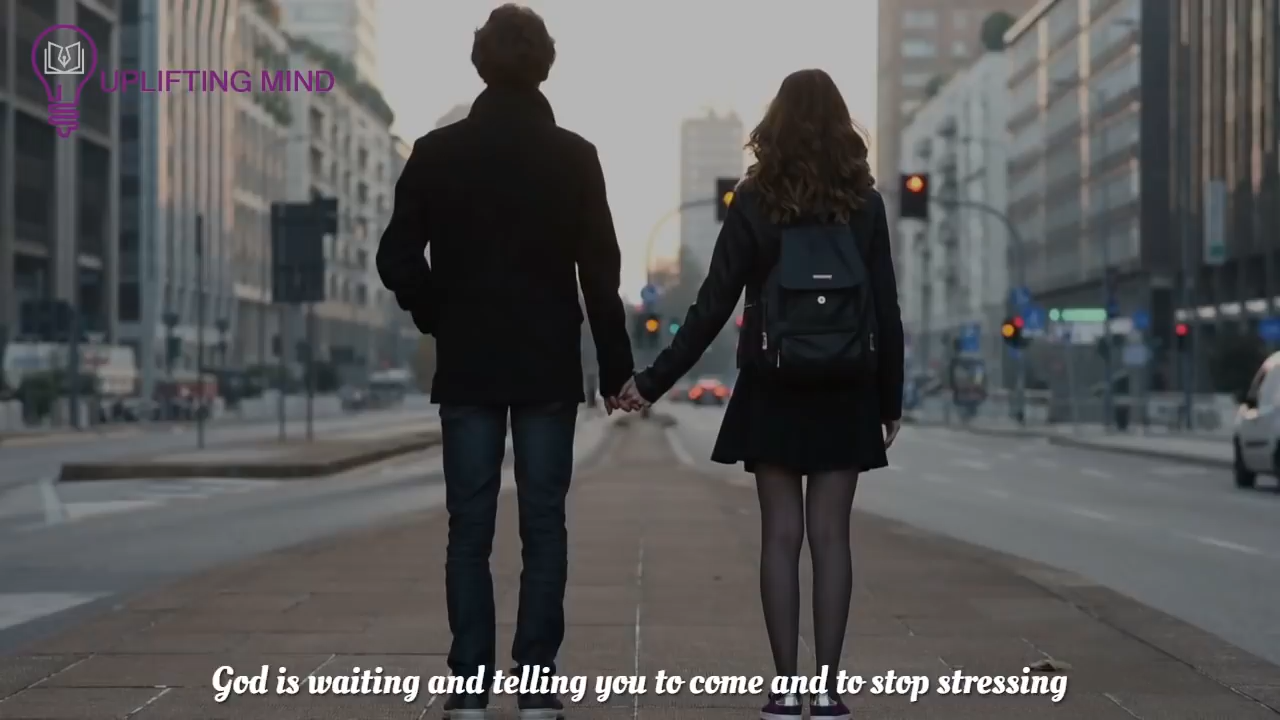 UPLIFTING MIND
God is waiting and telling you to come and to stop stressing